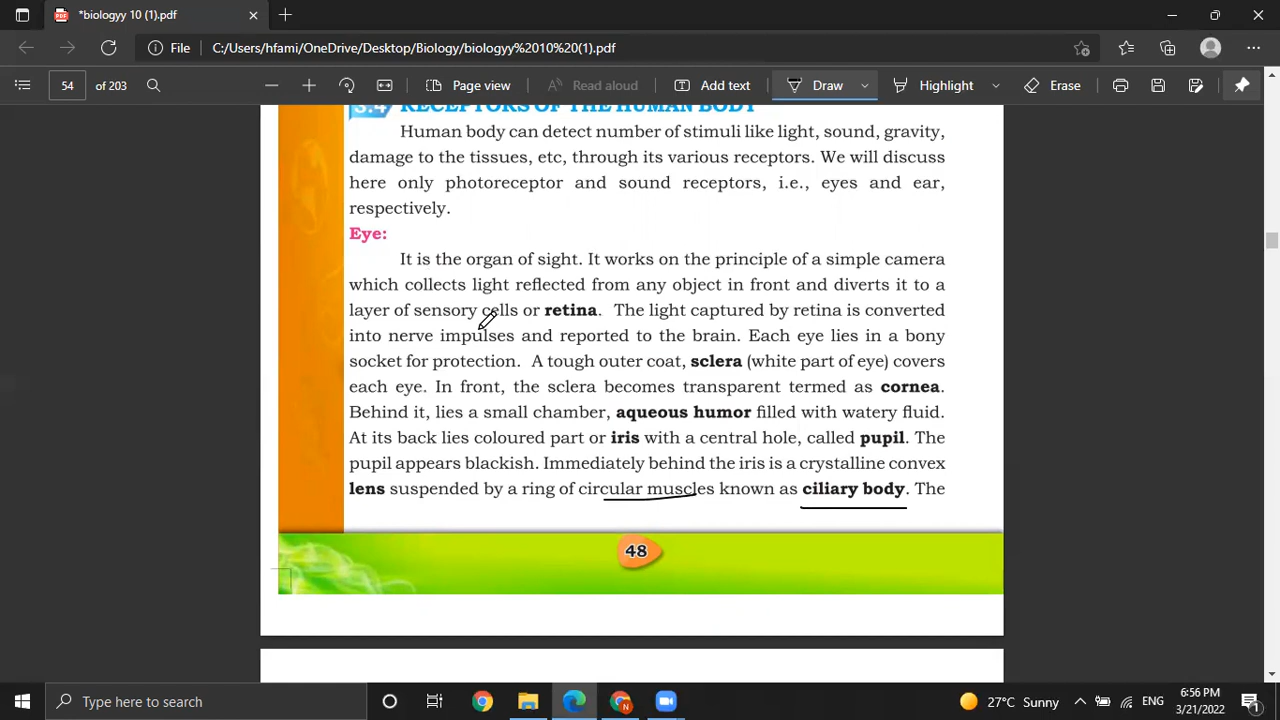 *biologyy 10 (1).pdf
File C:/Users/hfami/OneDrive/Desktop/Biology/biologyy%2010%20(1).pdf
54 of 203 Page view Read aloud Add text Draw Highlight Erase
3.4 RECEPTORS OF THE HUMAN BODY
Human body can detect number of stimuli like light, sound, gravity,
damage to the tissues, etc, through its various receptors. We will discuss
here only photoreceptor and sound receptors, i.e., eyes and ear,
respectively.
Eye:
It is the organ of sight. It works on the principle of a simple camera
which collects light reflected from any object in front and diverts it to a
layer of sensory cells or retina. The light captured by retina is converted
into nerve impulses and reported to the brain. Each eye lies in a bony
socket for protection. A tough outer coat, sclera (white part of eye) covers
each eye. In front, the sclera becomes transparent termed as cornea.
Behind it, lies a small chamber, aqueous humor filled with watery fluid.
At its back lies coloured part or iris with a central hole, called pupil. The
pupil appears blackish. Immediately behind the iris is a crystalline convex
lens suspended by a ring of circular muscles known as ciliary body. The
48
Type here to search
27°C Sunny ENG 6:56 PM
3/21/2022